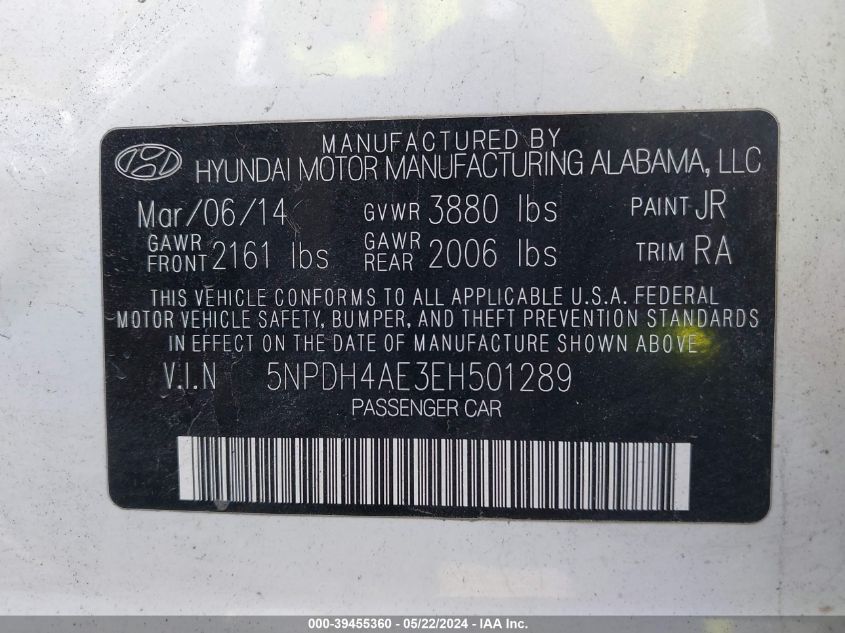 MANUFACTURED BY
HYUNDAI MOTOR MANUFACTURING ALABAMA, LLC
Mar/06/14 GVWR 3880 lbs PAINT JR
GAWR FRONT 2161 lbs GAWR REAR 2006 lbs TRIM RA
THIS VEHICLE CONFORMS TO ALL APPLICABLE U.S.A. FEDERAL
MOTOR VEHICLE SAFETY, BUMPER, AND THEFT PREVENTION STANDARDS
IN EFFECT ON THE DATE OF MANUFACTURE SHOWN ABOVE
V.I.N 5NPDH4AE3EH501289
PASSENGER CAR
000-39455360 - 05/22/2024 - IAA Inc.